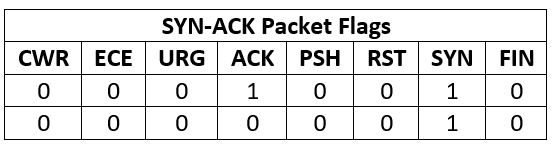 SYN-ACK Packet Flags
CWR ECE URG ACK PSH RST SYN FIN
0 0 0 1 0 0 1 0
0 0 0 0 0 0 1 0